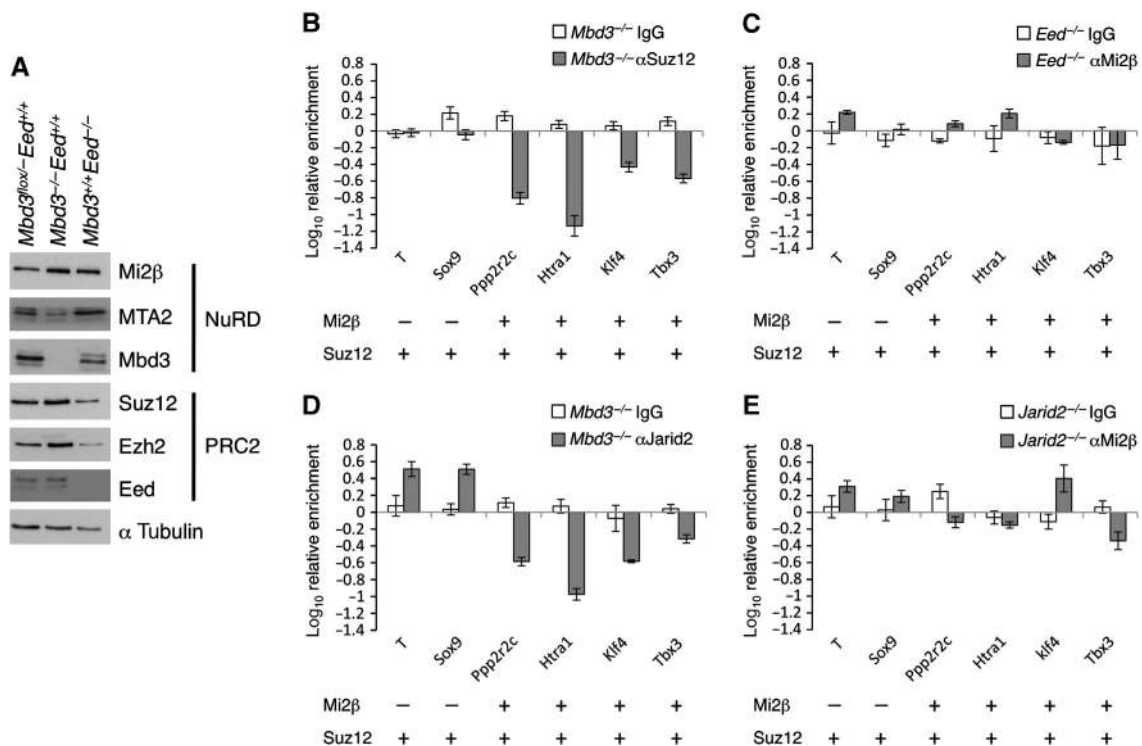 A
Mbd3flox/–Eed+/+
Mbd3–/–Eed+/+
Mbd3+/+Eed–/–
Mi2β
MTA2
Mbd3
NuRD
Suz12
Ezh2
Eed
PRC2
α Tubulin
B
Mbd3–/– IgG
Mbd3–/– αSuz12
Log10 relative enrichment
0.6
0.4
0.2
0
–0.2
–0.4
–0.6
–0.8
–1
–1.2
–1.4
T Sox9 Ppp2r2c Htra1 Klf4 Tbx3
Mi2β – – + + + +
Suz12 + + + + + +
C
Eed–/– IgG
Eed–/– αMi2β
Log10 relative enrichment
0.8
0.6
0.4
0.2
0
–0.2
–0.4
–0.6
–0.8
–1
–1.2
–1.4
T Sox9 Ppp2r2c Htra1 Klf4 Tbx3
Mi2β – – + + + +
Suz12 + + + + + +
D
Mbd3–/– IgG
Mbd3–/– αJarid2
Log10 relative enrichment
0.8
0.6
0.4
0.2
0
–0.2
–0.4
–0.6
–0.8
–1
–1.2
–1.4
T Sox9 Ppp2r2c Htra1 Klf4 Tbx3
Mi2β – – + + + +
Suz12 + + + + + +
E
Jarid2–/– IgG
Jarid2–/– αMi2β
Log10 relative enrichment
0.8
0.6
0.4
0.2
0
–0.2
–0.4
–0.6
–0.8
–1
–1.2
–1.4
T Sox9 Ppp2r2c Htra1 klf4 Tbx3
Mi2β – – + + + +
Suz12 + + + + + +